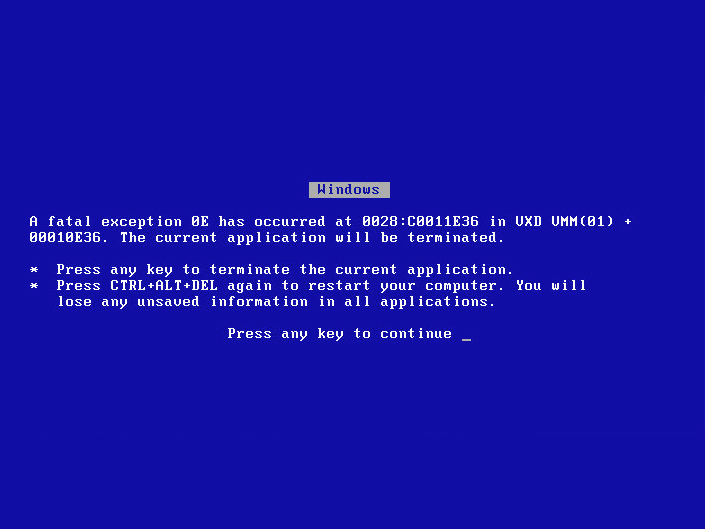 Windows
A fatal exception 0E has occurred at 0028:C0011E36 in VXD VMM(01) +
00010E36. The current application will be terminated.
* Press any key to terminate the current application.
* Press CTRL+ALT+DEL again to restart your computer. You will
lose any unsaved information in all applications.
Press any key to continue _